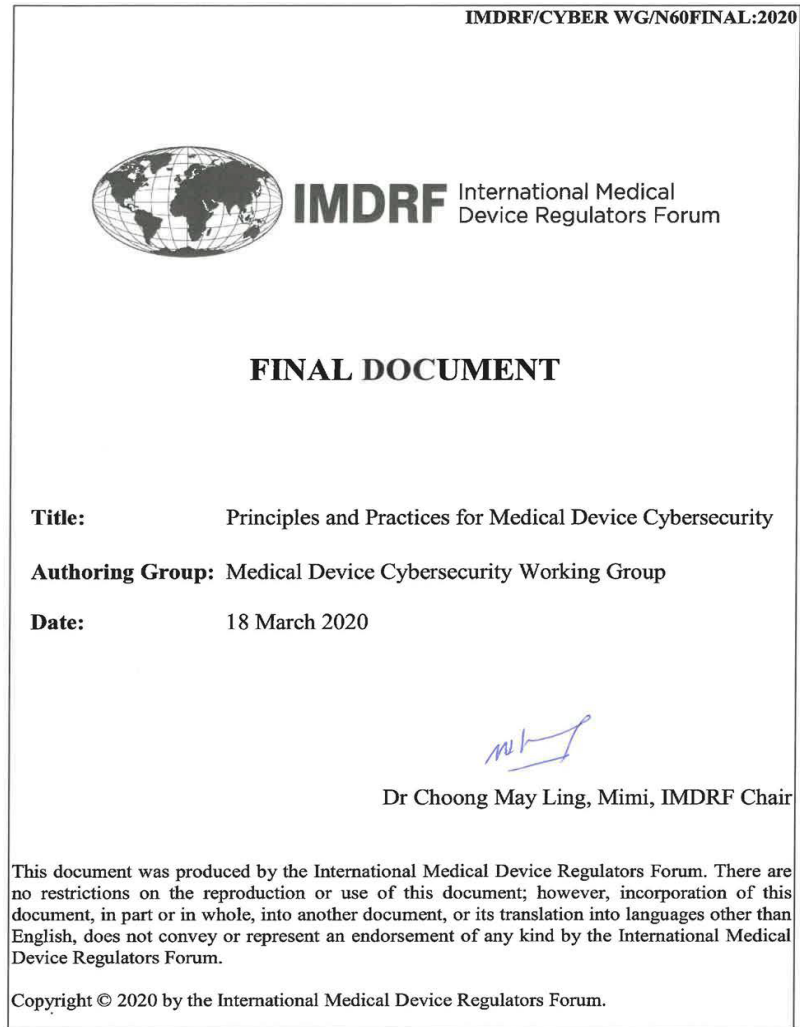 IMDRF/CYBER WG/N60FINAL:2020
IMDRF International Medical
Device Regulators Forum
FINAL DOCUMENT
Title: Principles and Practices for Medical Device Cybersecurity
Authoring Group: Medical Device Cybersecurity Working Group
Date: 18 March 2020
Dr Choong May Ling, Mimi, IMDRF Chair
This document was produced by the International Medical Device Regulators Forum. There are
no restrictions on the reproduction or use of this document; however, incorporation of this
document, in part or in whole, into another document, or its translation into languages other than
English, does not convey or represent an endorsement of any kind by the International Medical
Device Regulators Forum.
Copyright © 2020 by the International Medical Device Regulators Forum.